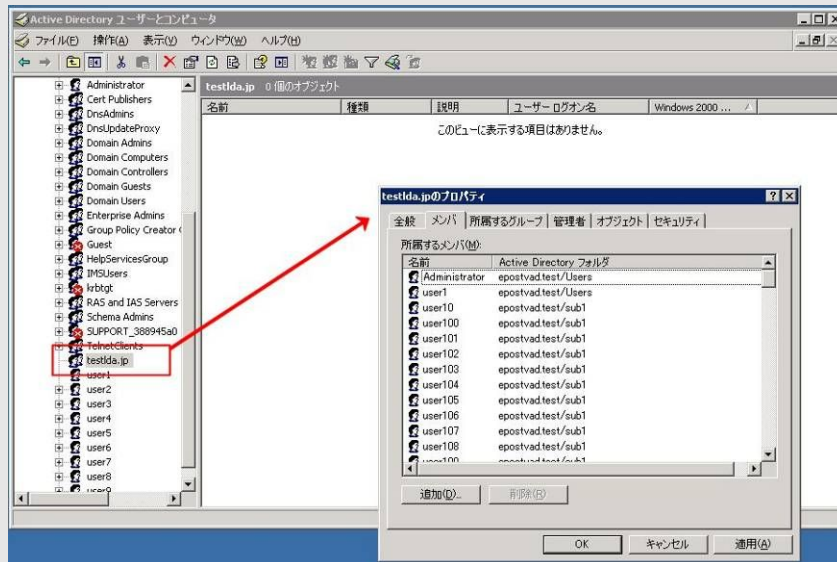 Active Directory ユーザーとコンピュータ
ファイル(F) 操作(A) 表示(V) ウィンドウ(W) ヘルプ(H)
Administrator
Cert Publishers
DnsAdmins
DnsUpdateProxy
Domain Admins
Domain Computers
Domain Controllers
Domain Guests
Domain Users
Enterprise Admins
Group Policy Creator
Guest
HelpServicesGroup
IMSUsers
krbtgt
RAS and IAS Servers
Schema Admins
SUPPORT_388945a0
TelnetClients
testlda.jp
user1
user2
user3
user4
user5
user6
user7
user8
user9
testlda.jp 0 個のオブジェクト
名前 種類 説明 ユーザー ログオン名 Windows 2000 ...
このビューに表示する項目はありません。
testlda.jpのプロパティ
全般 メンバ 所属するグループ 管理者 オブジェクト セキュリティ
所属するメンバ(M):
名前 Active Directory フォルダ
Administrator epostvad.test/Users
user1 epostvad.test/Users
user10 epostvad.test/sub1
user100 epostvad.test/sub1
user101 epostvad.test/sub1
user102 epostvad.test/sub1
user103 epostvad.test/sub1
user104 epostvad.test/sub1
user105 epostvad.test/sub1
user106 epostvad.test/sub1
user107 epostvad.test/sub1
user108 epostvad.test/sub1
user109 epostvad.test/sub1
追加(D)... 削除(R)
OK キャンセル 適用(A)